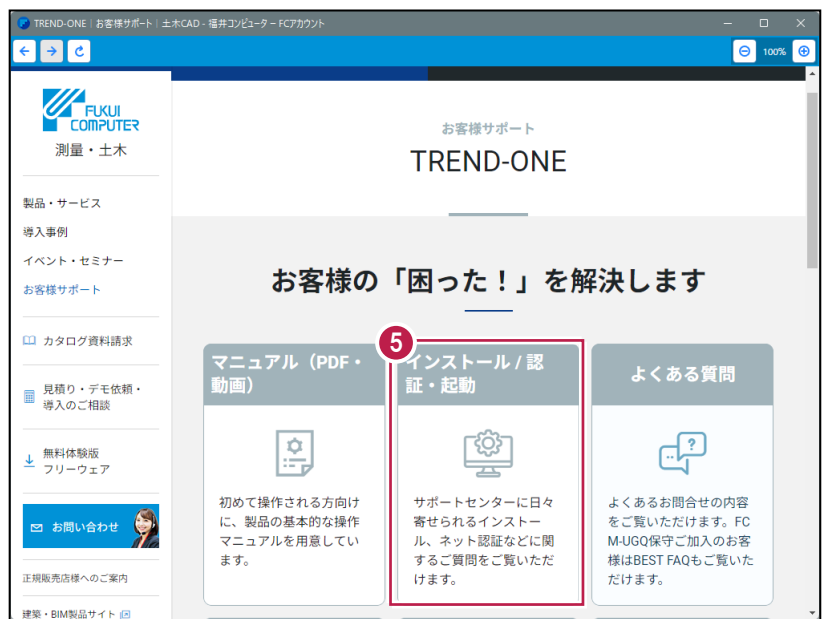 TREND-ONE | お客様サポート | 土木CAD - 福井コンピュータ – FCアカウント
100%
FUKUI
COMPUTER
測量・土木
製品・サービス
導入事例
イベント・セミナー
お客様サポート
カタログ資料請求
見積り・デモ依頼・
導入のご相談
無料体験版
フリーウェア
お問い合わせ
正規販売店様へのご案内
建築・BIM製品サイト
お客様サポート
TREND-ONE
お客様の「困った！」を解決します
マニュアル（PDF・
動画）
初めて操作される方向け
に、製品の基本的な操作
マニュアルを用意してい
ます。
5
インストール / 認
証・起動
サポートセンターに日々
寄せられるインストー
ル、ネット認証などに関
するご質問をご覧いただ
けます。
よくある質問
よくあるお問合せの内容
をご覧いただけます。FC
M-UGQ保守ご加入のお客
様はBEST FAQもご覧いた
だけます。